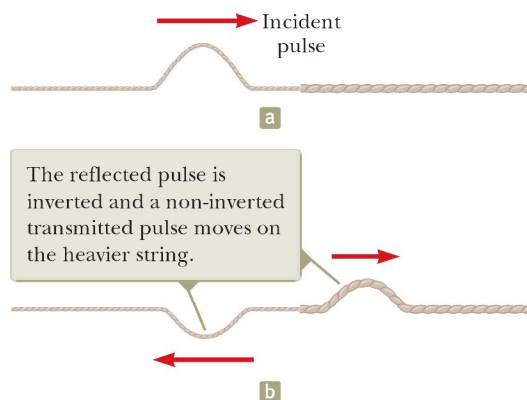 Incident
pulse
a
The reflected pulse is
inverted and a non-inverted
transmitted pulse moves on
the heavier string.
b